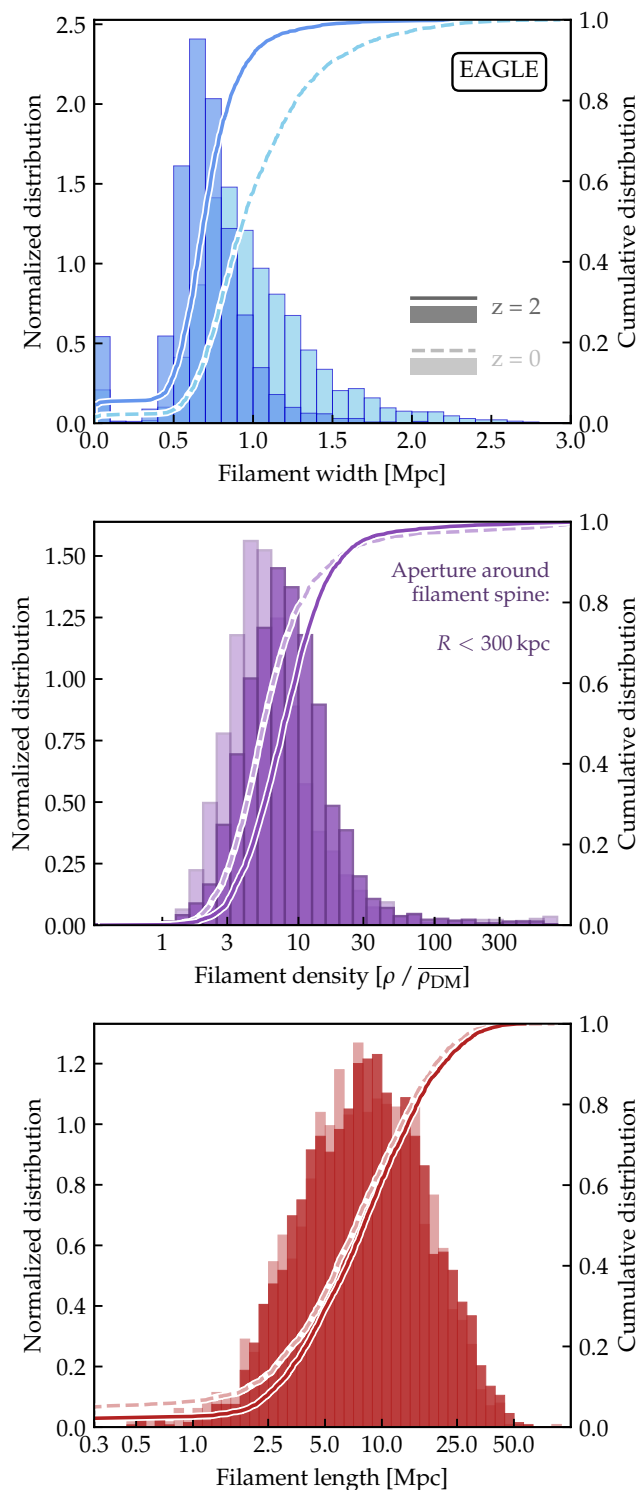 EAGLE
Normalized distribution
Cumulative distribution
2.5
2.0
1.5
1.0
0.5
0.0
1.0
0.8
0.6
0.4
0.2
0.0
z = 2
z = 0
0.0 0.5 1.0 1.5 2.0 2.5 3.0
Filament width [Mpc]
Normalized distribution
Cumulative distribution
1.50
1.25
1.00
0.75
0.50
0.25
0.00
1.0
0.8
0.6
0.4
0.2
0.0
Aperture around
filament spine:
R < 300 kpc
1 3 10 30 100 300
Filament density [ρ / ρ̅DM]
Normalized distribution
Cumulative distribution
1.2
1.0
0.8
0.6
0.4
0.2
0.0
1.0
0.8
0.6
0.4
0.2
0.0
0.3 0.5 1.0 2.5 5.0 10.0 25.0 50.0
Filament length [Mpc]